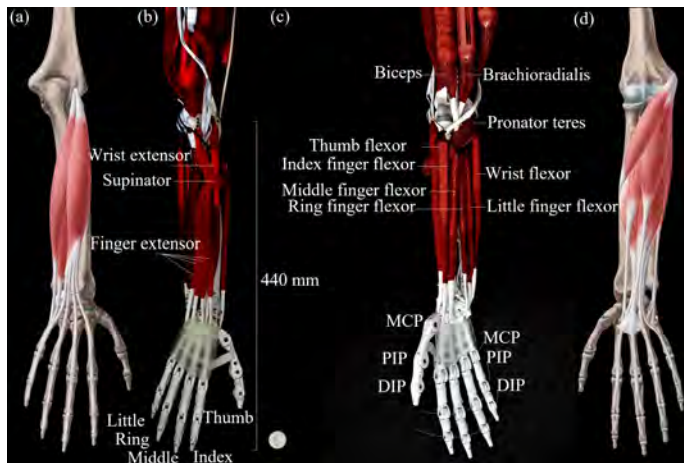 (a)
(b)
(c)
(d)
Biceps
Brachioradialis
Pronator teres
Wrist extensor
Supinator
Thumb flexor
Index finger flexor
Wrist flexor
Middle finger flexor
Ring finger flexor
Little finger flexor
Finger extensor
440 mm
MCP
MCP
PIP
PIP
DIP
DIP
Little
Thumb
Ring
Middle
Index